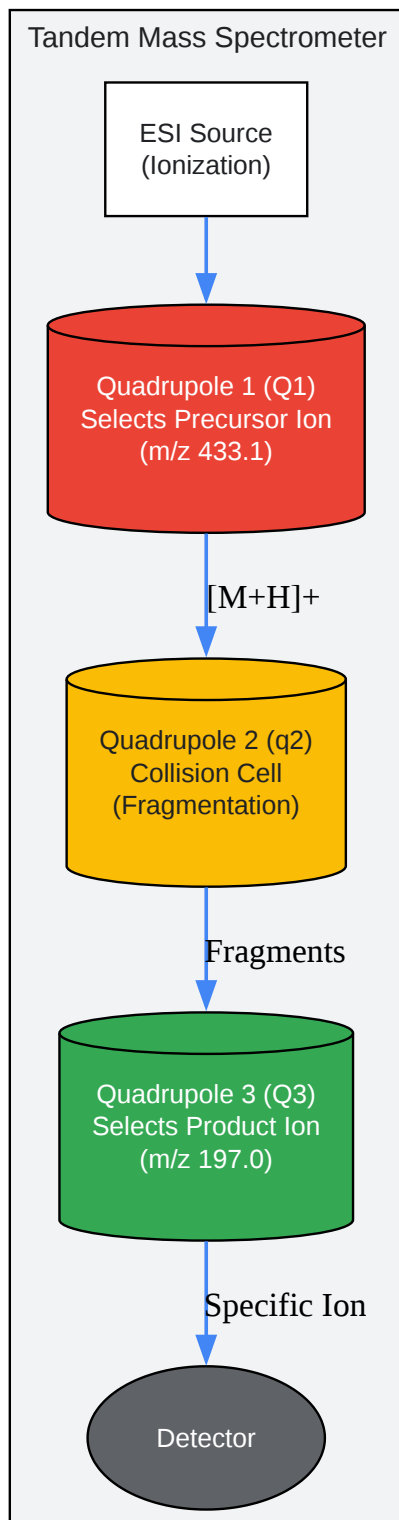 Tandem Mass Spectrometer
ESI Source
(Ionization)
Quadrupole 1 (Q1)
Selects Precursor Ion
(m/z 433.1)
[M+H]+
Quadrupole 2 (q2)
Collision Cell
(Fragmentation)
Fragments
Quadrupole 3 (Q3)
Selects Product Ion
(m/z 197.0)
Specific Ion
Detector